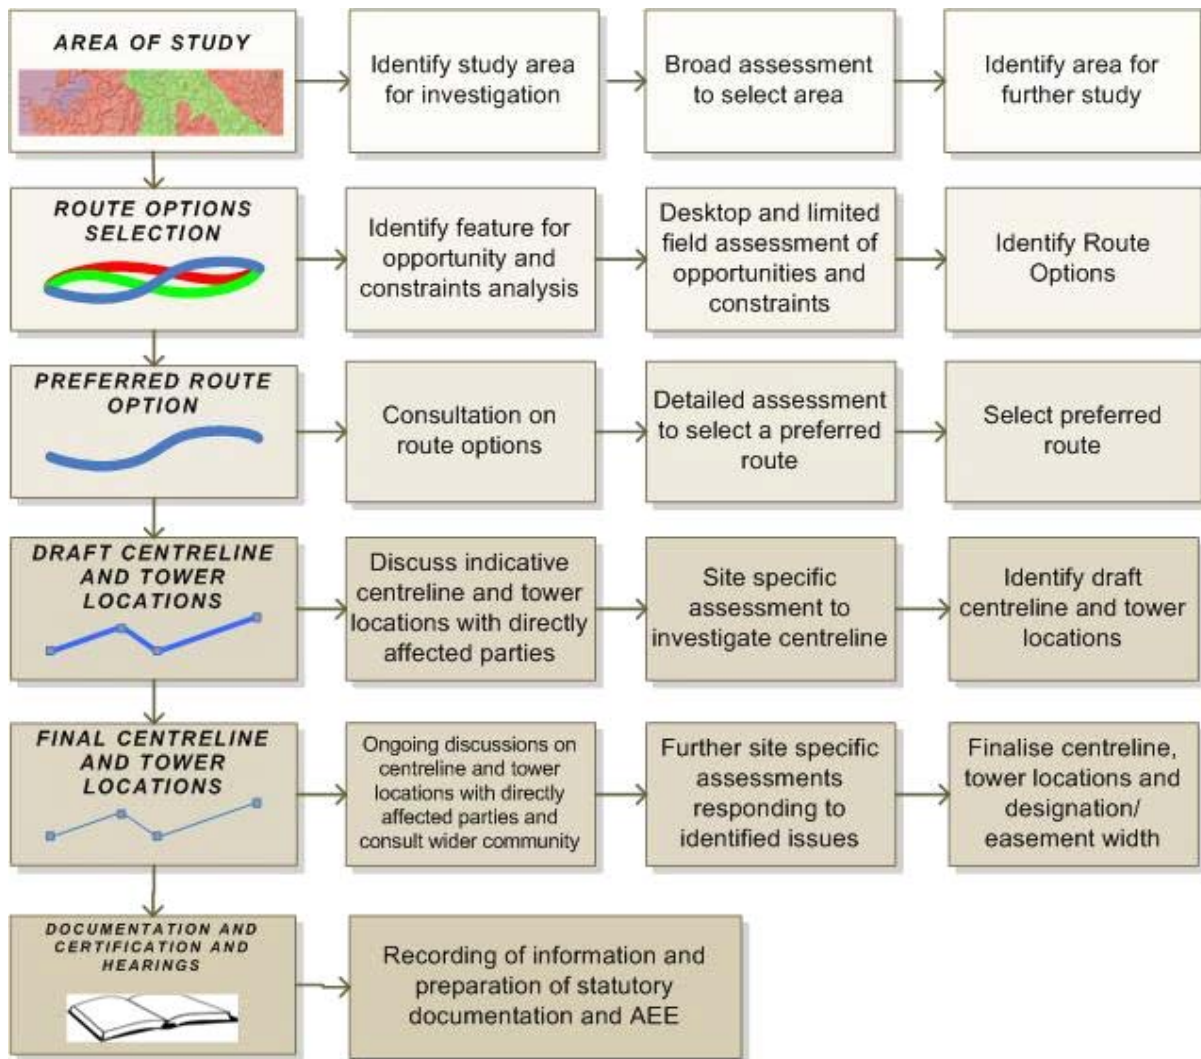 AREA OF STUDY
Identify study area
for investigation
Broad assessment
to select area
Identify area for
further study
ROUTE OPTIONS
SELECTION
Identify feature for
opportunity and
constraints analysis
Desktop and limited
field assessment of
opportunities and
constraints
Identify Route
Options
PREFERRED ROUTE
OPTION
Consultation on
route options
Detailed assessment
to select a preferred
route
Select preferred
route
DRAFT CENTRELINE
AND TOWER
LOCATIONS
Discuss indicative
centreline and tower
locations with directly
affected parties
Site specific
assessment to
investigate centreline
Identify draft
centreline and tower
locations
FINAL CENTRELINE
AND TOWER
LOCATIONS
Ongoing discussions on
centreline and tower
locations with directly
affected parties and
consult wider community
Further site specific
assessments
responding to
identified issues
Finalise centreline,
tower locations and
designation/
easement width
DOCUMENTATION AND
CERTIFICATION AND
HEARINGS
Recording of information and
preparation of statutory
documentation and AEE